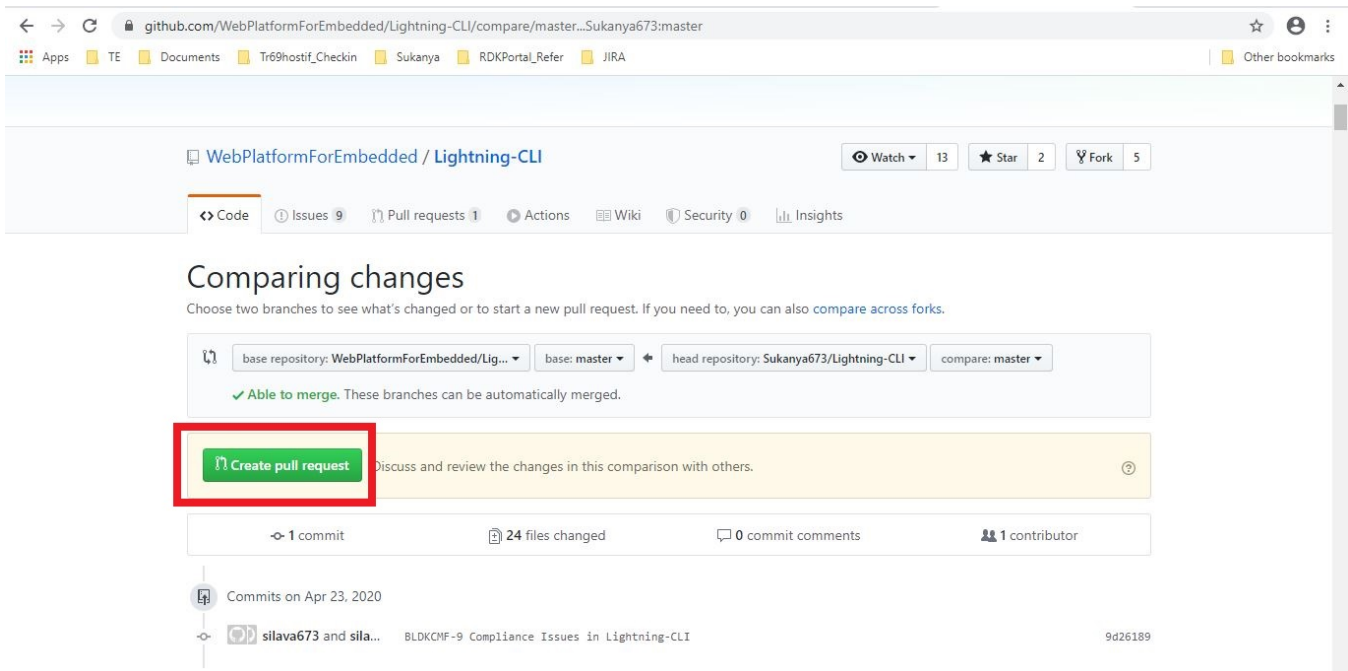 github.com/WebPlatformForEmbedded/Lightning-CLI/compare/master...Sukanya673:master
Apps TE Documents Tr69hostif_Checkin Sukanya RDKPortal_Refer JIRA Other bookmarks
WebPlatformForEmbedded / Lightning-CLI Watch 13 Star 2 Fork 5
Code Issues 9 Pull requests 1 Actions Wiki Security 0 Insights
Comparing changes
Choose two branches to see what's changed or to start a new pull request. If you need to, you can also compare across forks.
base repository: WebPlatformForEmbedded/Lig... base: master head repository: Sukanya673/Lightning-CLI compare: master
Able to merge. These branches can be automatically merged.
Create pull request Discuss and review the changes in this comparison with others.
1 commit 24 files changed 0 commit comments 1 contributor
Commits on Apr 23, 2020
silava673 and sila... BLDKCMF-9 Compliance Issues in Lightning-CLI 9d26189